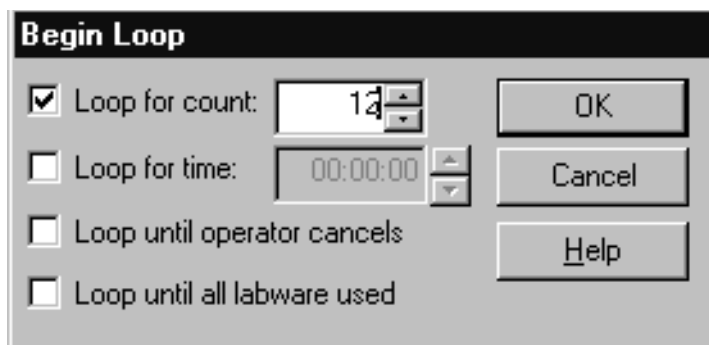 Begin Loop
Loop for count: 12
OK
Loop for time: 00:00:00
Cancel
Loop until operator cancels
Help
Loop until all labware used